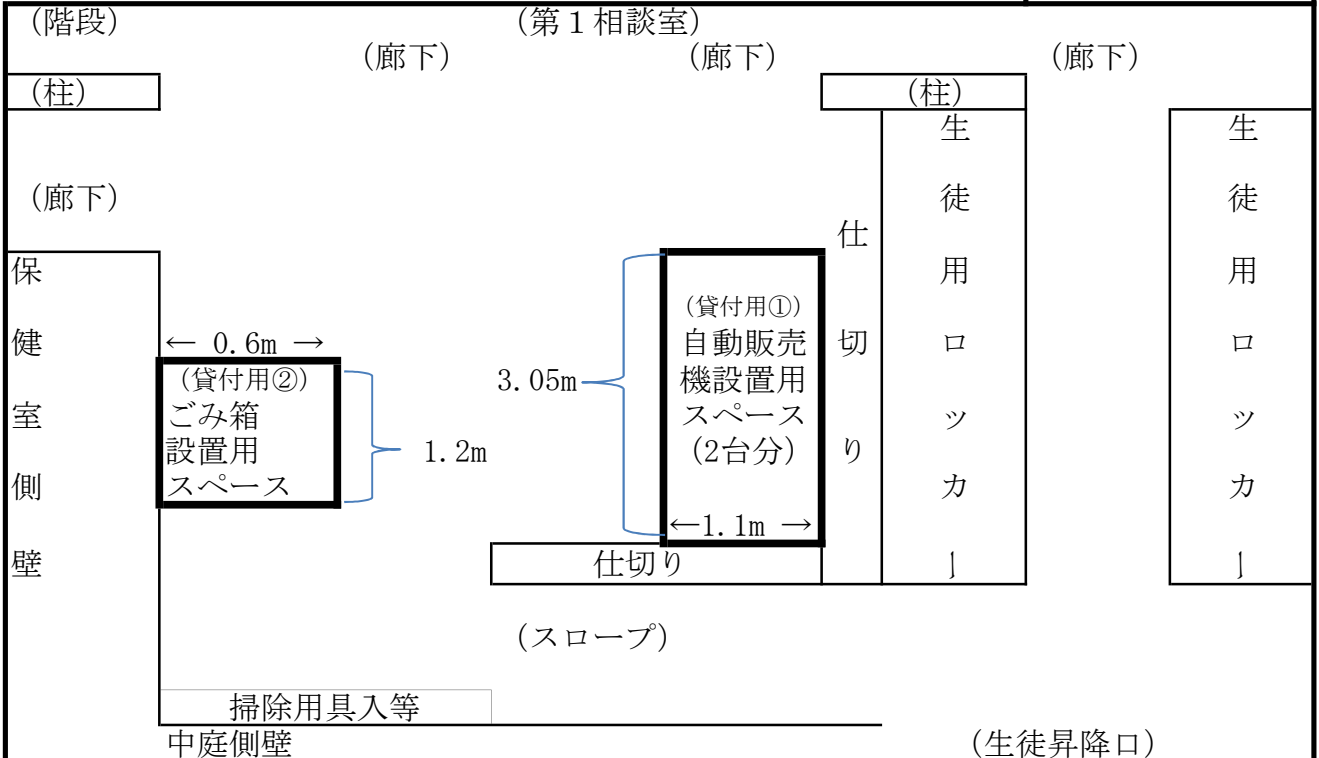 (階段)
(第１相談室)
(廊下)
(廊下)
(廊下)
(柱)
(柱)
(廊下)
保健室側壁
← 0.6m →
(貸付用②)
ごみ箱
設置用
スペース
1.2m
3.05m
(貸付用①)
自動販売
機設置用
スペース
(2台分)
←1.1m →
仕切り
仕切り
生徒用ロッカー
生徒用ロッカー
(スロープ)
掃除用具入等
中庭側壁
(生徒昇降口)